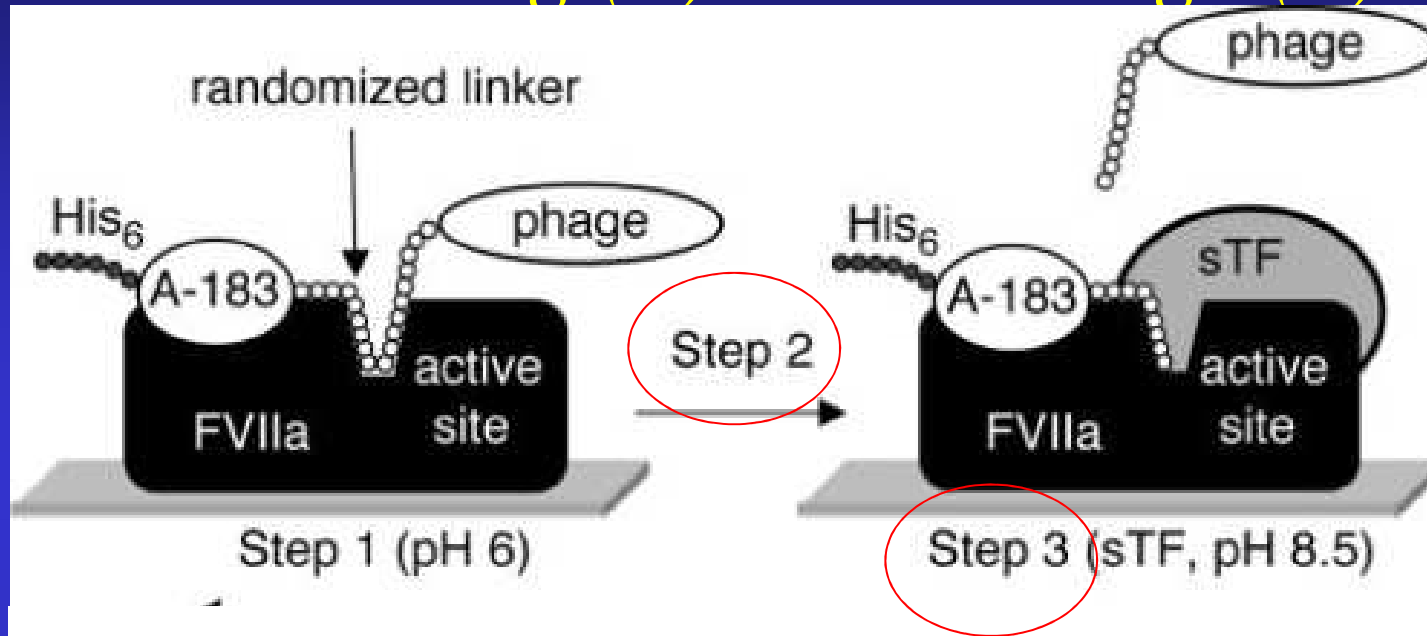 phage
randomized linker
His6
phage
His6
sTF
A-183
A-183
Step 2
active
site
active
site
FVIIa
FVIIa
Step 1 (pH 6)
Step 3 (sTF, pH 8.5)